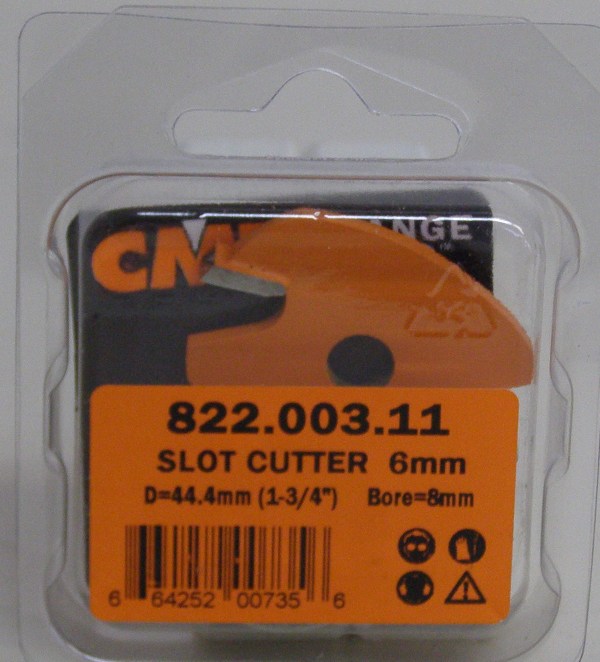 CM
ANGE
822.003.11
SLOT CUTTER 6mm
D=44.4mm (1-3/4") Bore=8mm
6 64252 00735 6